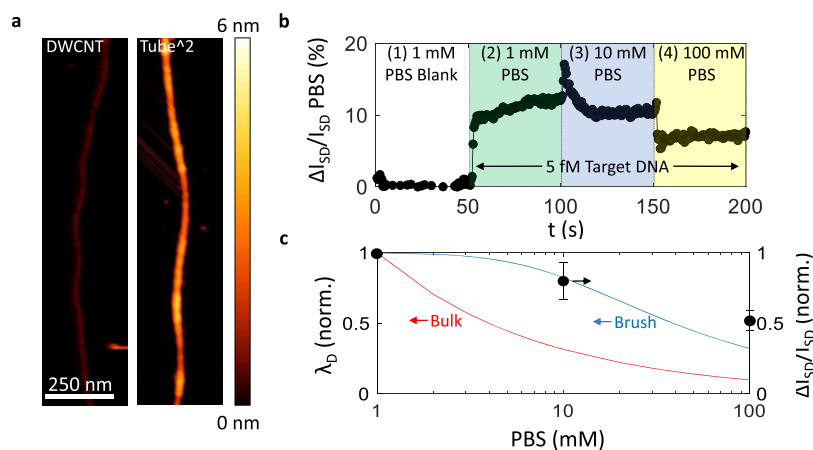 a
DWCNT
Tube^2
250 nm
6 nm
0 nm
b
ΔI_SD/I_SD PBS (%)
20
10
0
(1) 1 mM
PBS Blank
(2) 1 mM
PBS
(3) 10 mM
PBS
(4) 100 mM
PBS
5 fM Target DNA
0
50
100
150
200
t (s)
c
λ_D (norm.)
1
0.5
0
Bulk
Brush
1
0.5
0
ΔI_SD/I_SD (norm.)
1
10
100
PBS (mM)